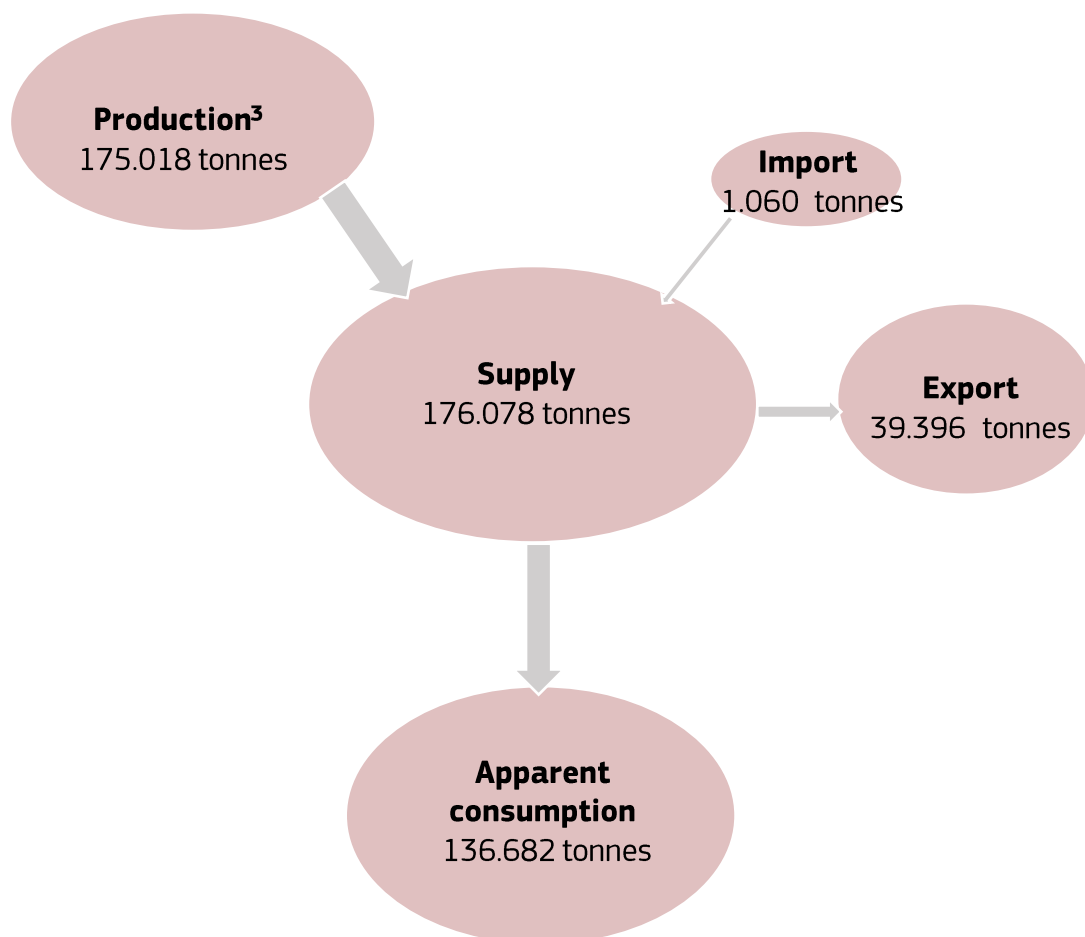 Production³
175.018 tonnes
Import
1.060 tonnes
Supply
176.078 tonnes
Export
39.396 tonnes
Apparent
consumption
136.682 tonnes